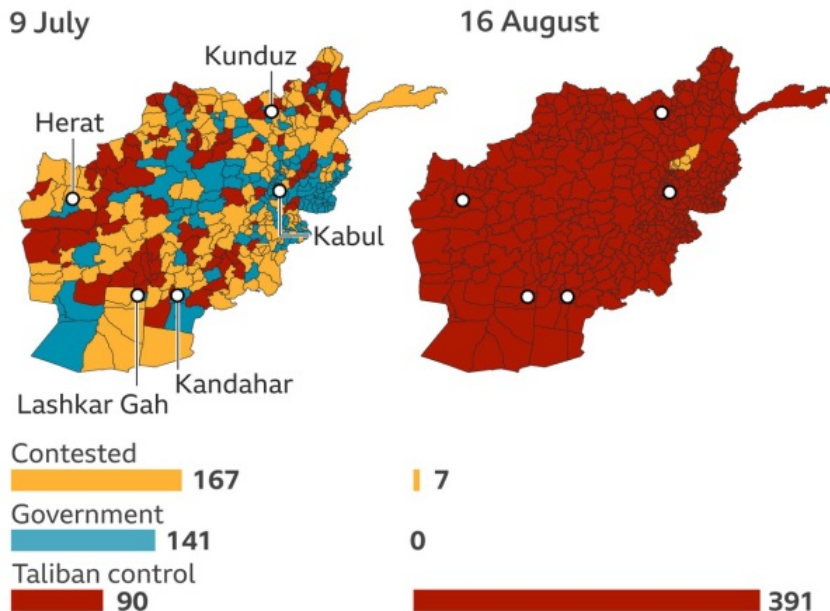 9 July
16 August
Kunduz
Herat
Kabul
Kandahar
Lashkar Gah
Contested
167
7
Government
141
0
Taliban control
90
391